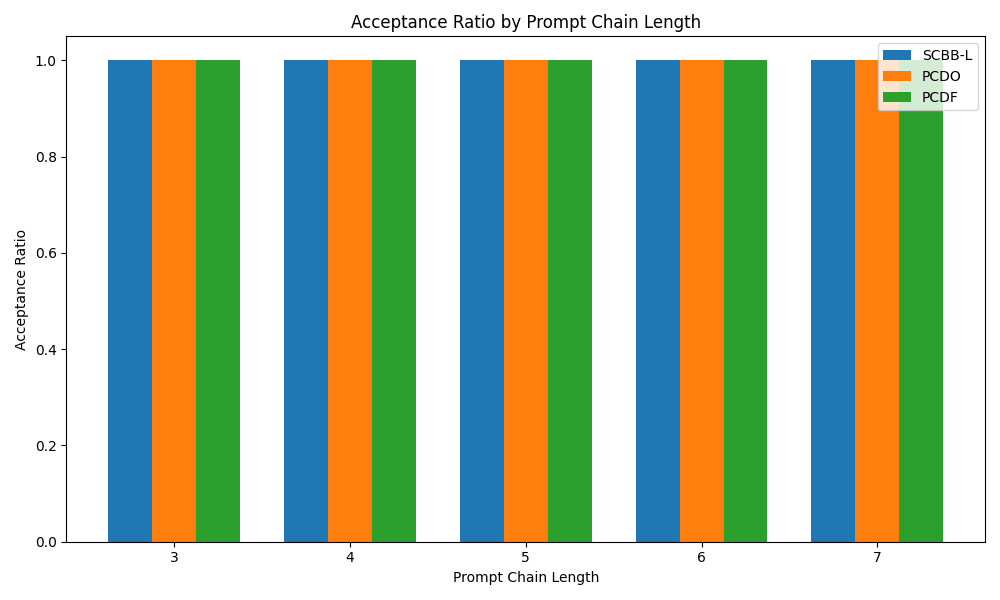 Acceptance Ratio by Prompt Chain Length
SCBB-L
PCDO
PCDF
Acceptance Ratio
1.0
0.8
0.6
0.4
0.2
0.0
3 4 5 6 7
Prompt Chain Length